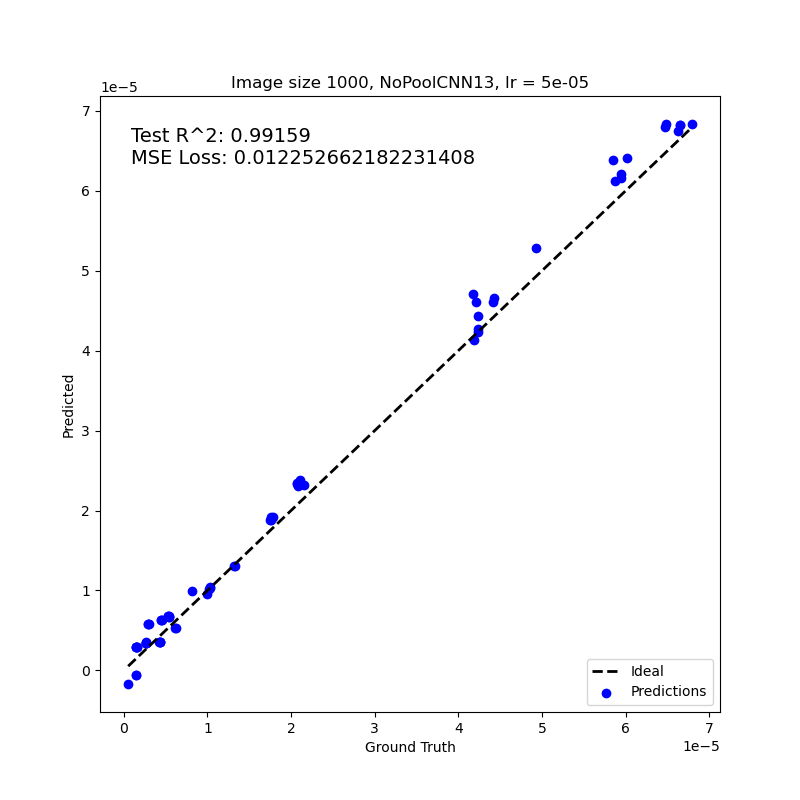 Image size 1000, NoPoolCNN13, lr = 5e-05
1e−5
Test R^2: 0.99159
MSE Loss: 0.012252662182231408
7
6
5
4
3
2
1
0
Predicted
Ideal
Predictions
0 1 2 3 4 5 6 7
Ground Truth
1e−5